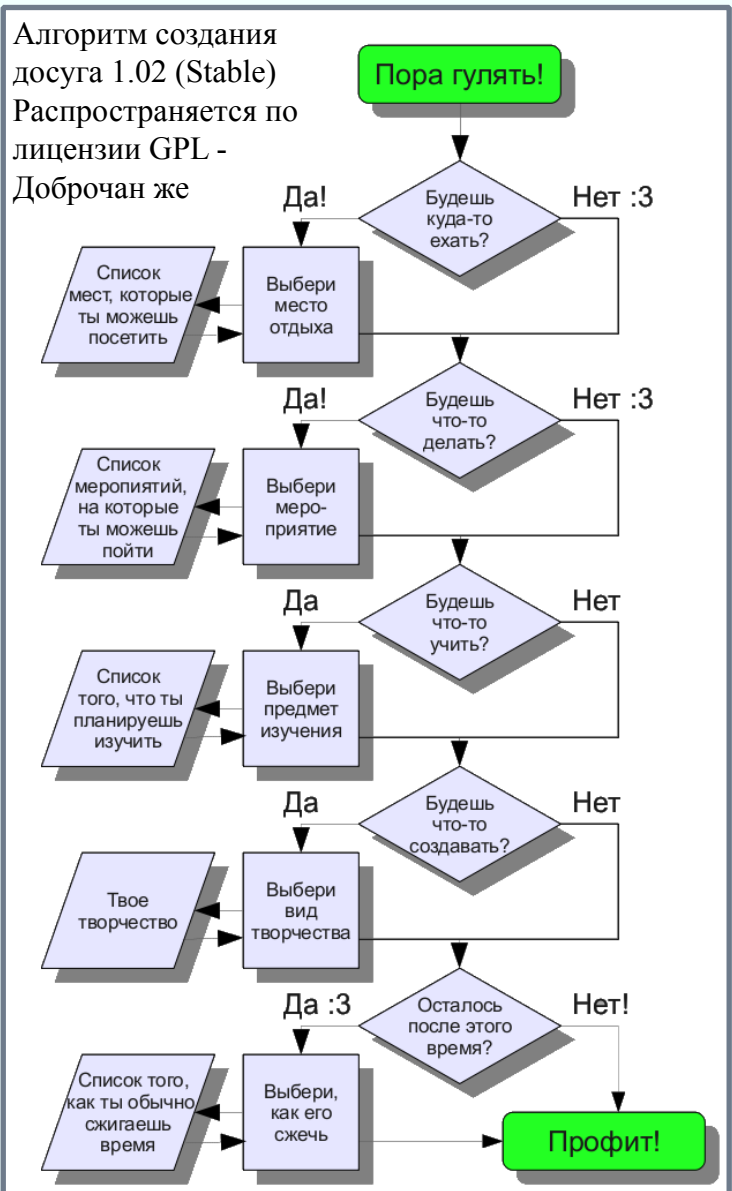 Алгоритм создания
досуга 1.02 (Stable)
Распространяется по
лицензии GPL -
Доброчан же
Пора гулять!
Будешь
куда-то
ехать?
Да!
Нет :3
Список
мест, которые
ты можешь
посетить
Выбери
место
отдыха
Будешь
что-то
делать?
Да!
Нет :3
Список
меропиятий,
на которые
ты можешь
пойти
Выбери
меро-
приятие
Будешь
что-то
учить?
Да
Нет
Список
того, что ты
планируешь
изучить
Выбери
предмет
изучения
Будешь
что-то
создавать?
Да
Нет
Твое
творчество
Выбери
вид
творчества
Осталось
после этого
время?
Да :3
Нет!
Список того,
как ты обычно
сжигаешь
время
Выбери,
как его
сжечь
Профит!